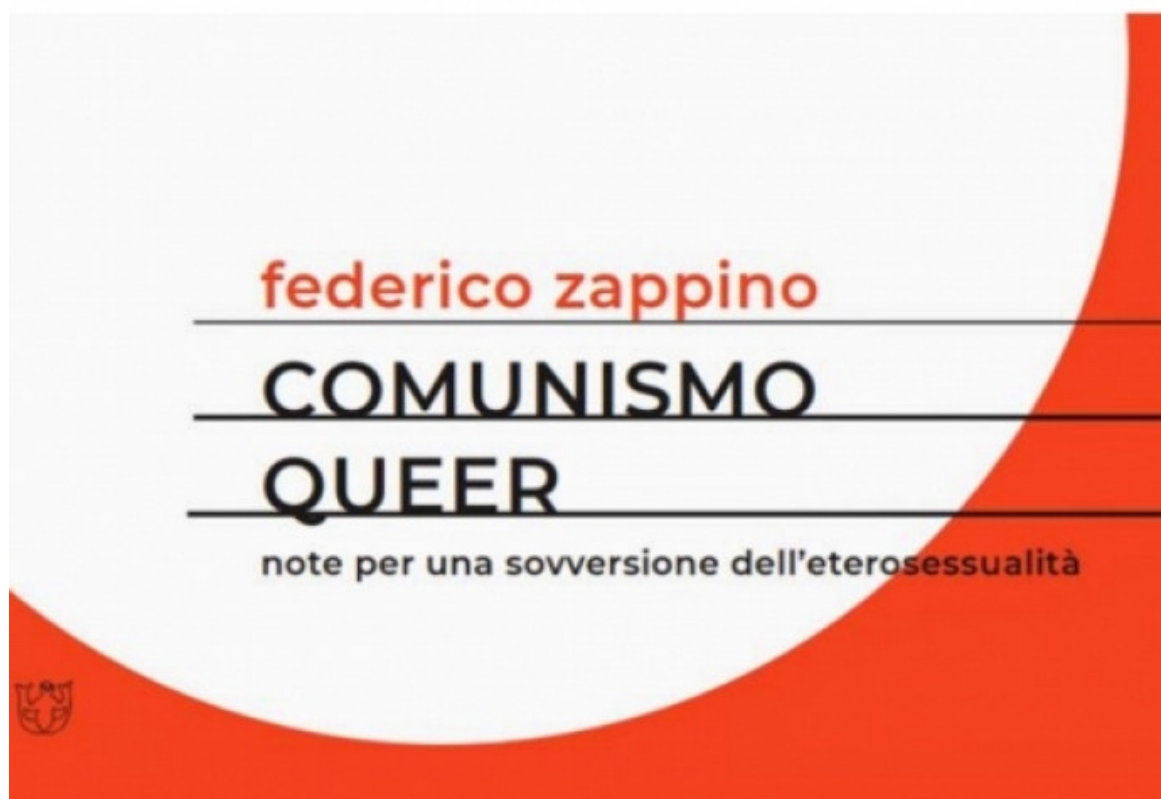 federico zappino
COMUNISMO
QUEER
note per una sovversione dell'eterosessualità